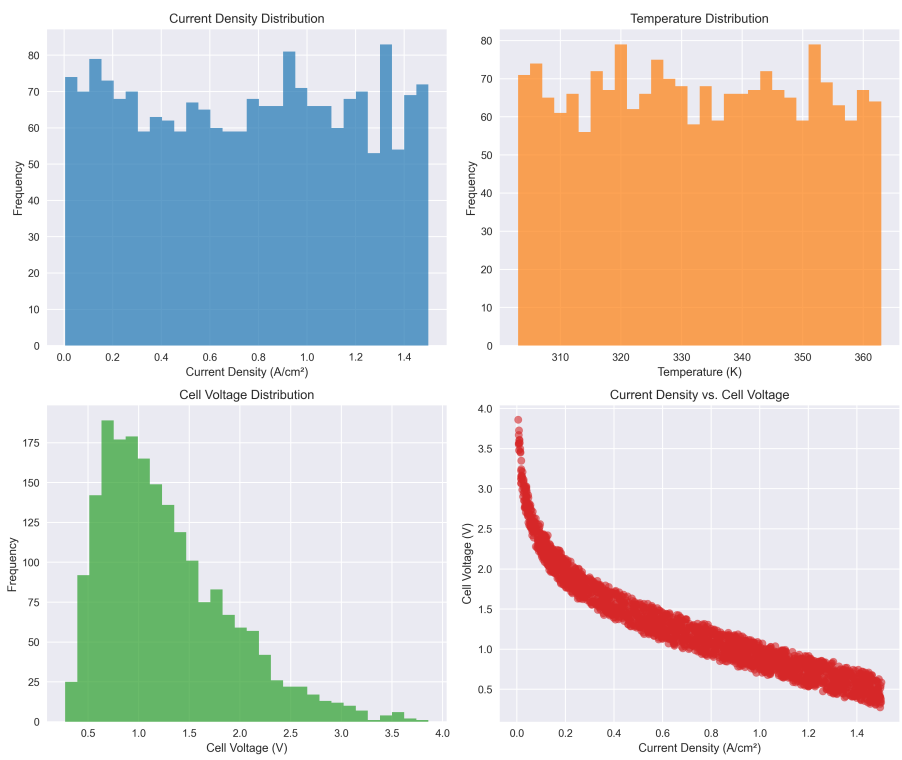 Current Density Distribution
Frequency
80
70
60
50
40
30
20
10
0
0.0 0.2 0.4 0.6 0.8 1.0 1.2 1.4
Current Density (A/cm²)
Temperature Distribution
Frequency
80
70
60
50
40
30
20
10
0
310 320 330 340 350 360
Temperature (K)
Cell Voltage Distribution
Frequency
175
150
125
100
75
50
25
0
0.5 1.0 1.5 2.0 2.5 3.0 3.5 4.0
Cell Voltage (V)
Current Density vs. Cell Voltage
Cell Voltage (V)
4.0
3.5
3.0
2.5
2.0
1.5
1.0
0.5
0.0 0.2 0.4 0.6 0.8 1.0 1.2 1.4
Current Density (A/cm²)